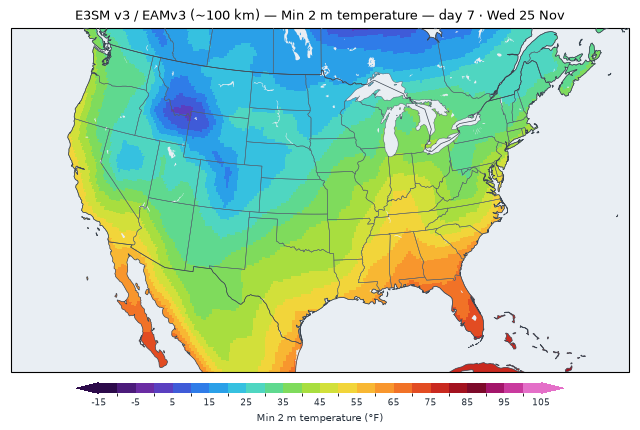 E3SM v3 / EAMv3 (~100 km) — Min 2 m temperature — day 7 · Wed 25 Nov
-15 -5 5 15 25 35 45 55 65 75 85 95 105
Min 2 m temperature (°F)